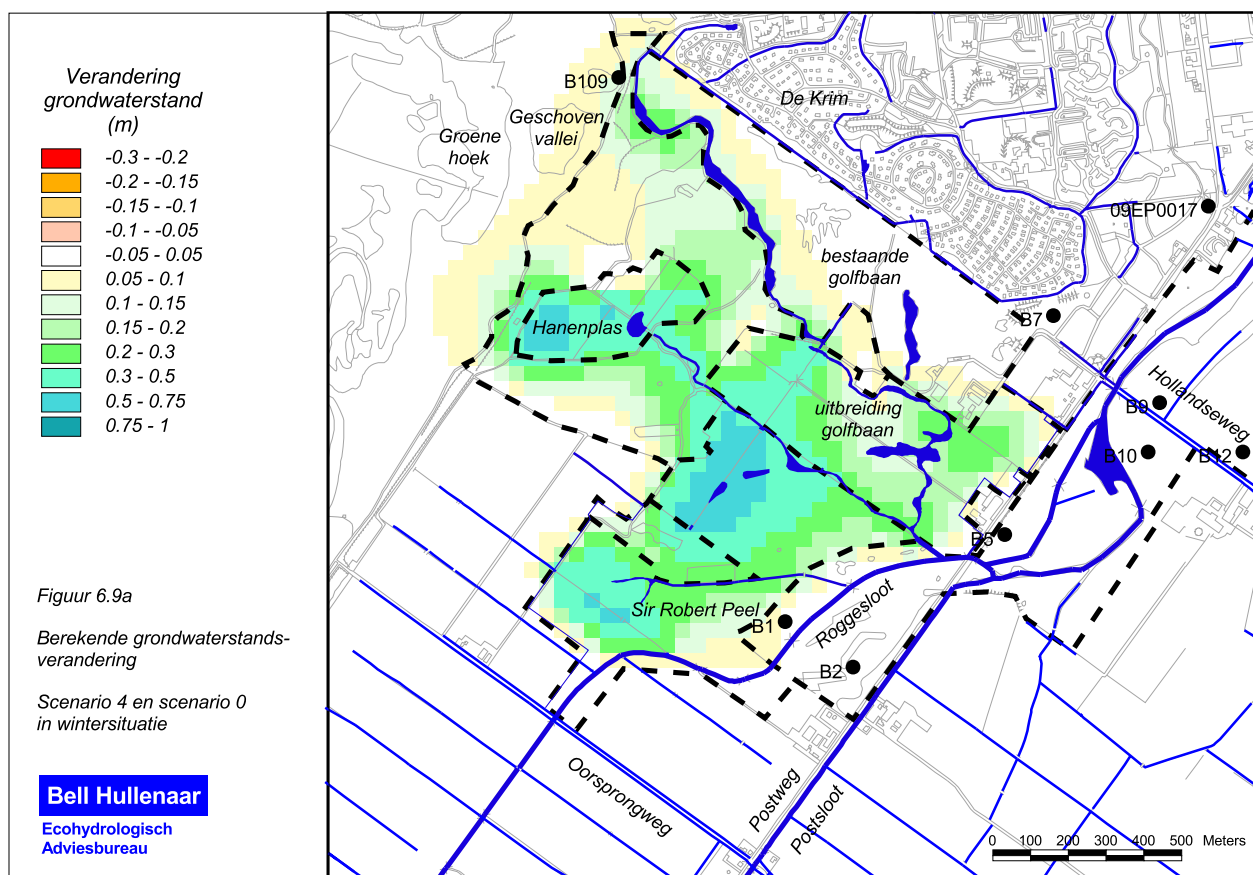 Verandering
grondwaterstand
(m)
-0.3 - -0.2
-0.2 - -0.15
-0.15 - -0.1
-0.1 - -0.05
-0.05 - 0.05
0.05 - 0.1
0.1 - 0.15
0.15 - 0.2
0.2 - 0.3
0.3 - 0.5
0.5 - 0.75
0.75 - 1
Figuur 6.9a
Berekende grondwaterstands-
verandering
Scenario 4 en scenario 0
in wintersituatie
Bell Hullenaar
Ecohydrologisch
Adviesbureau
B109
Geschoven
vallei
Groene
hoek
De Krim
09EP0017
bestaande
golfbaan
B7
Hanenplas
Hollandseweg
B9
uitbreiding
golfbaan
B10
B12
B5
Sir Robert Peel
B1
Roggesloot
B2
Oorsprongweg
Postweg
Postsloot
0 100 200 300 400 500 Meters